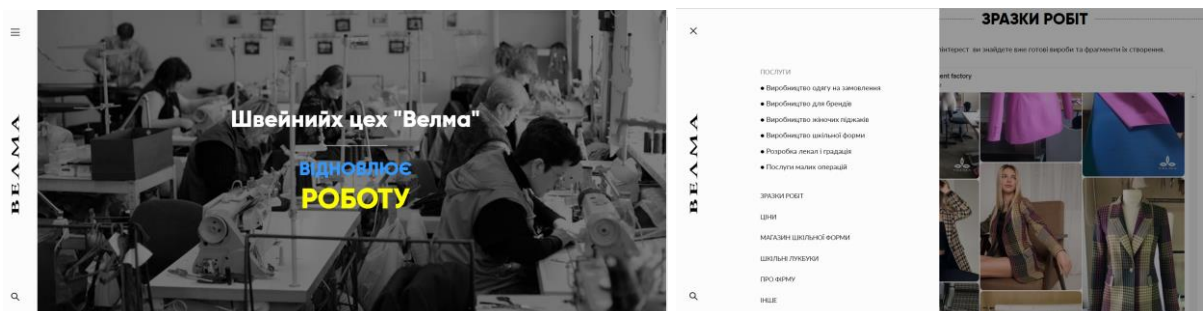 ВЕЛМА
Швейнийх цех "Велма"
ВІДНОВЛЮЄ
РОБОТУ
ВЕЛМА
ПОСЛУГИ
• Виробництво одягу на замовлення
• Виробництво для брендів
• Виробництво жіночих піджаків
• Виробництво шкільної форми
• Розробка лекал і градація
• Послуги малих операцій
ЗРАЗКИ РОБІТ
ЦІНИ
МАГАЗИН ШКІЛЬНОЇ ФОРМИ
ШКІЛЬНІ ЛУКБУКИ
ПРО ФІРМУ
ІНШЕ
ЗРАЗКИ РОБІТ
інтерест ви знайдете вже готові вироби та фрагменти їх створення.
ent factory